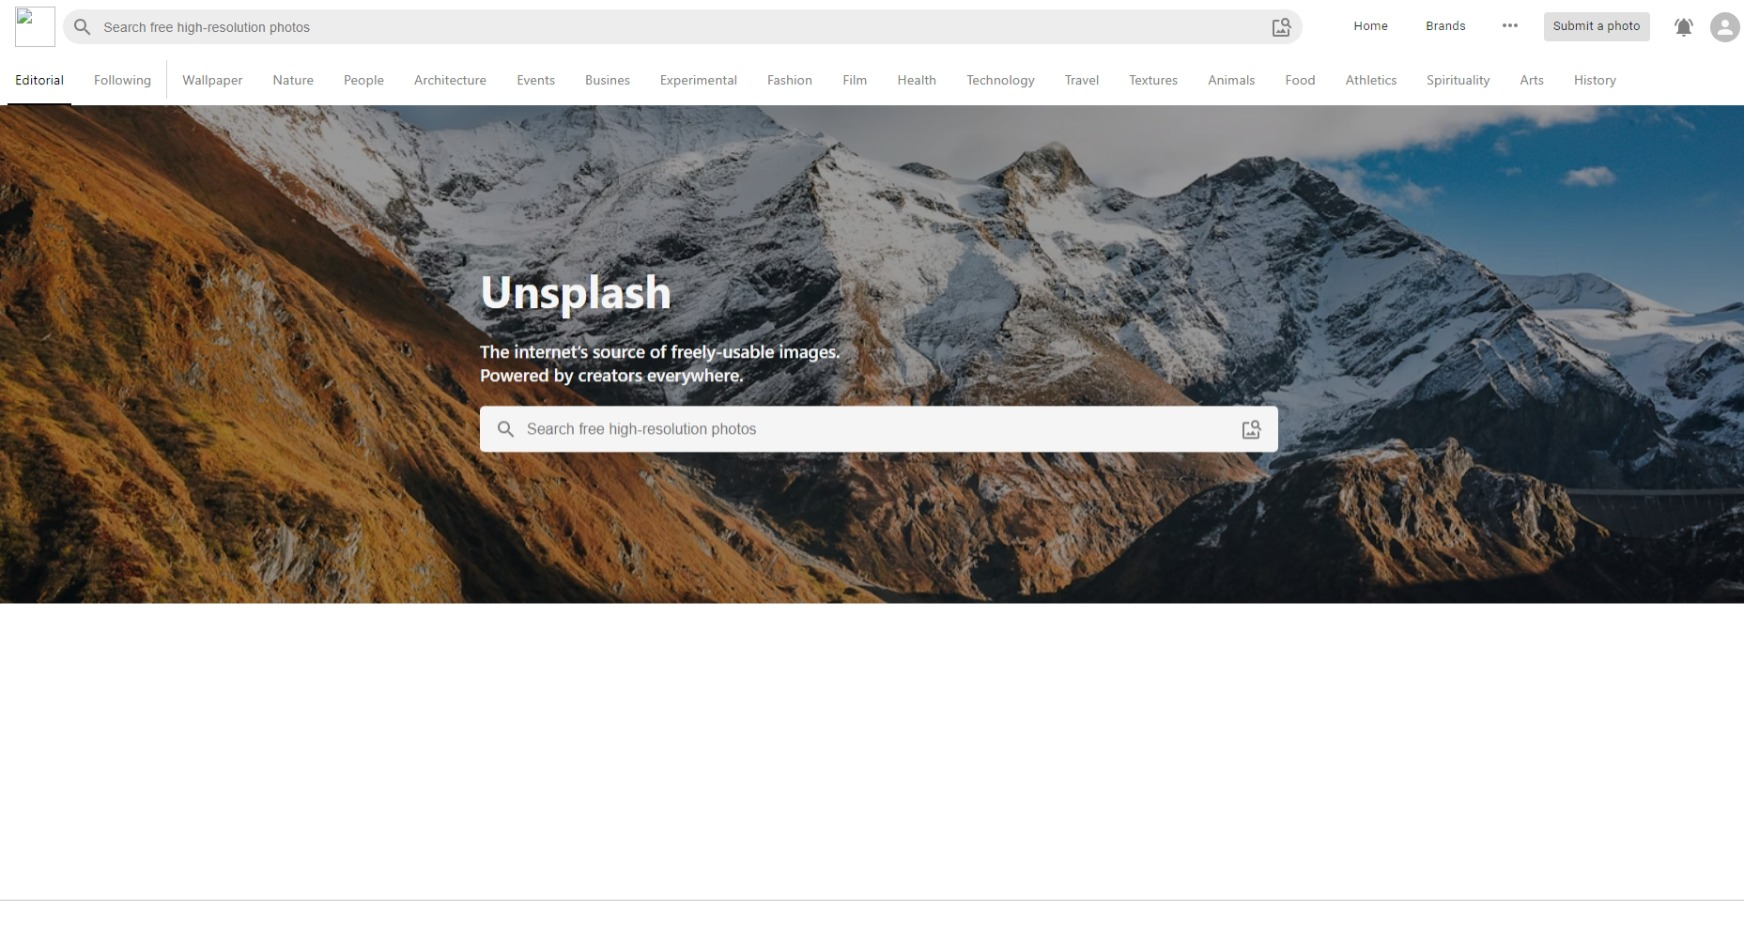 Search free high-resolution photos
Home Brands Submit a photo
Editorial Following Wallpaper Nature People Architecture Events Busines Experimental Fashion Film Health Technology Travel Textures Animals Food Athletics Spirituality Arts History
Unsplash
The internet's source of freely-usable images.
Powered by creators everywhere.
Search free high-resolution photos